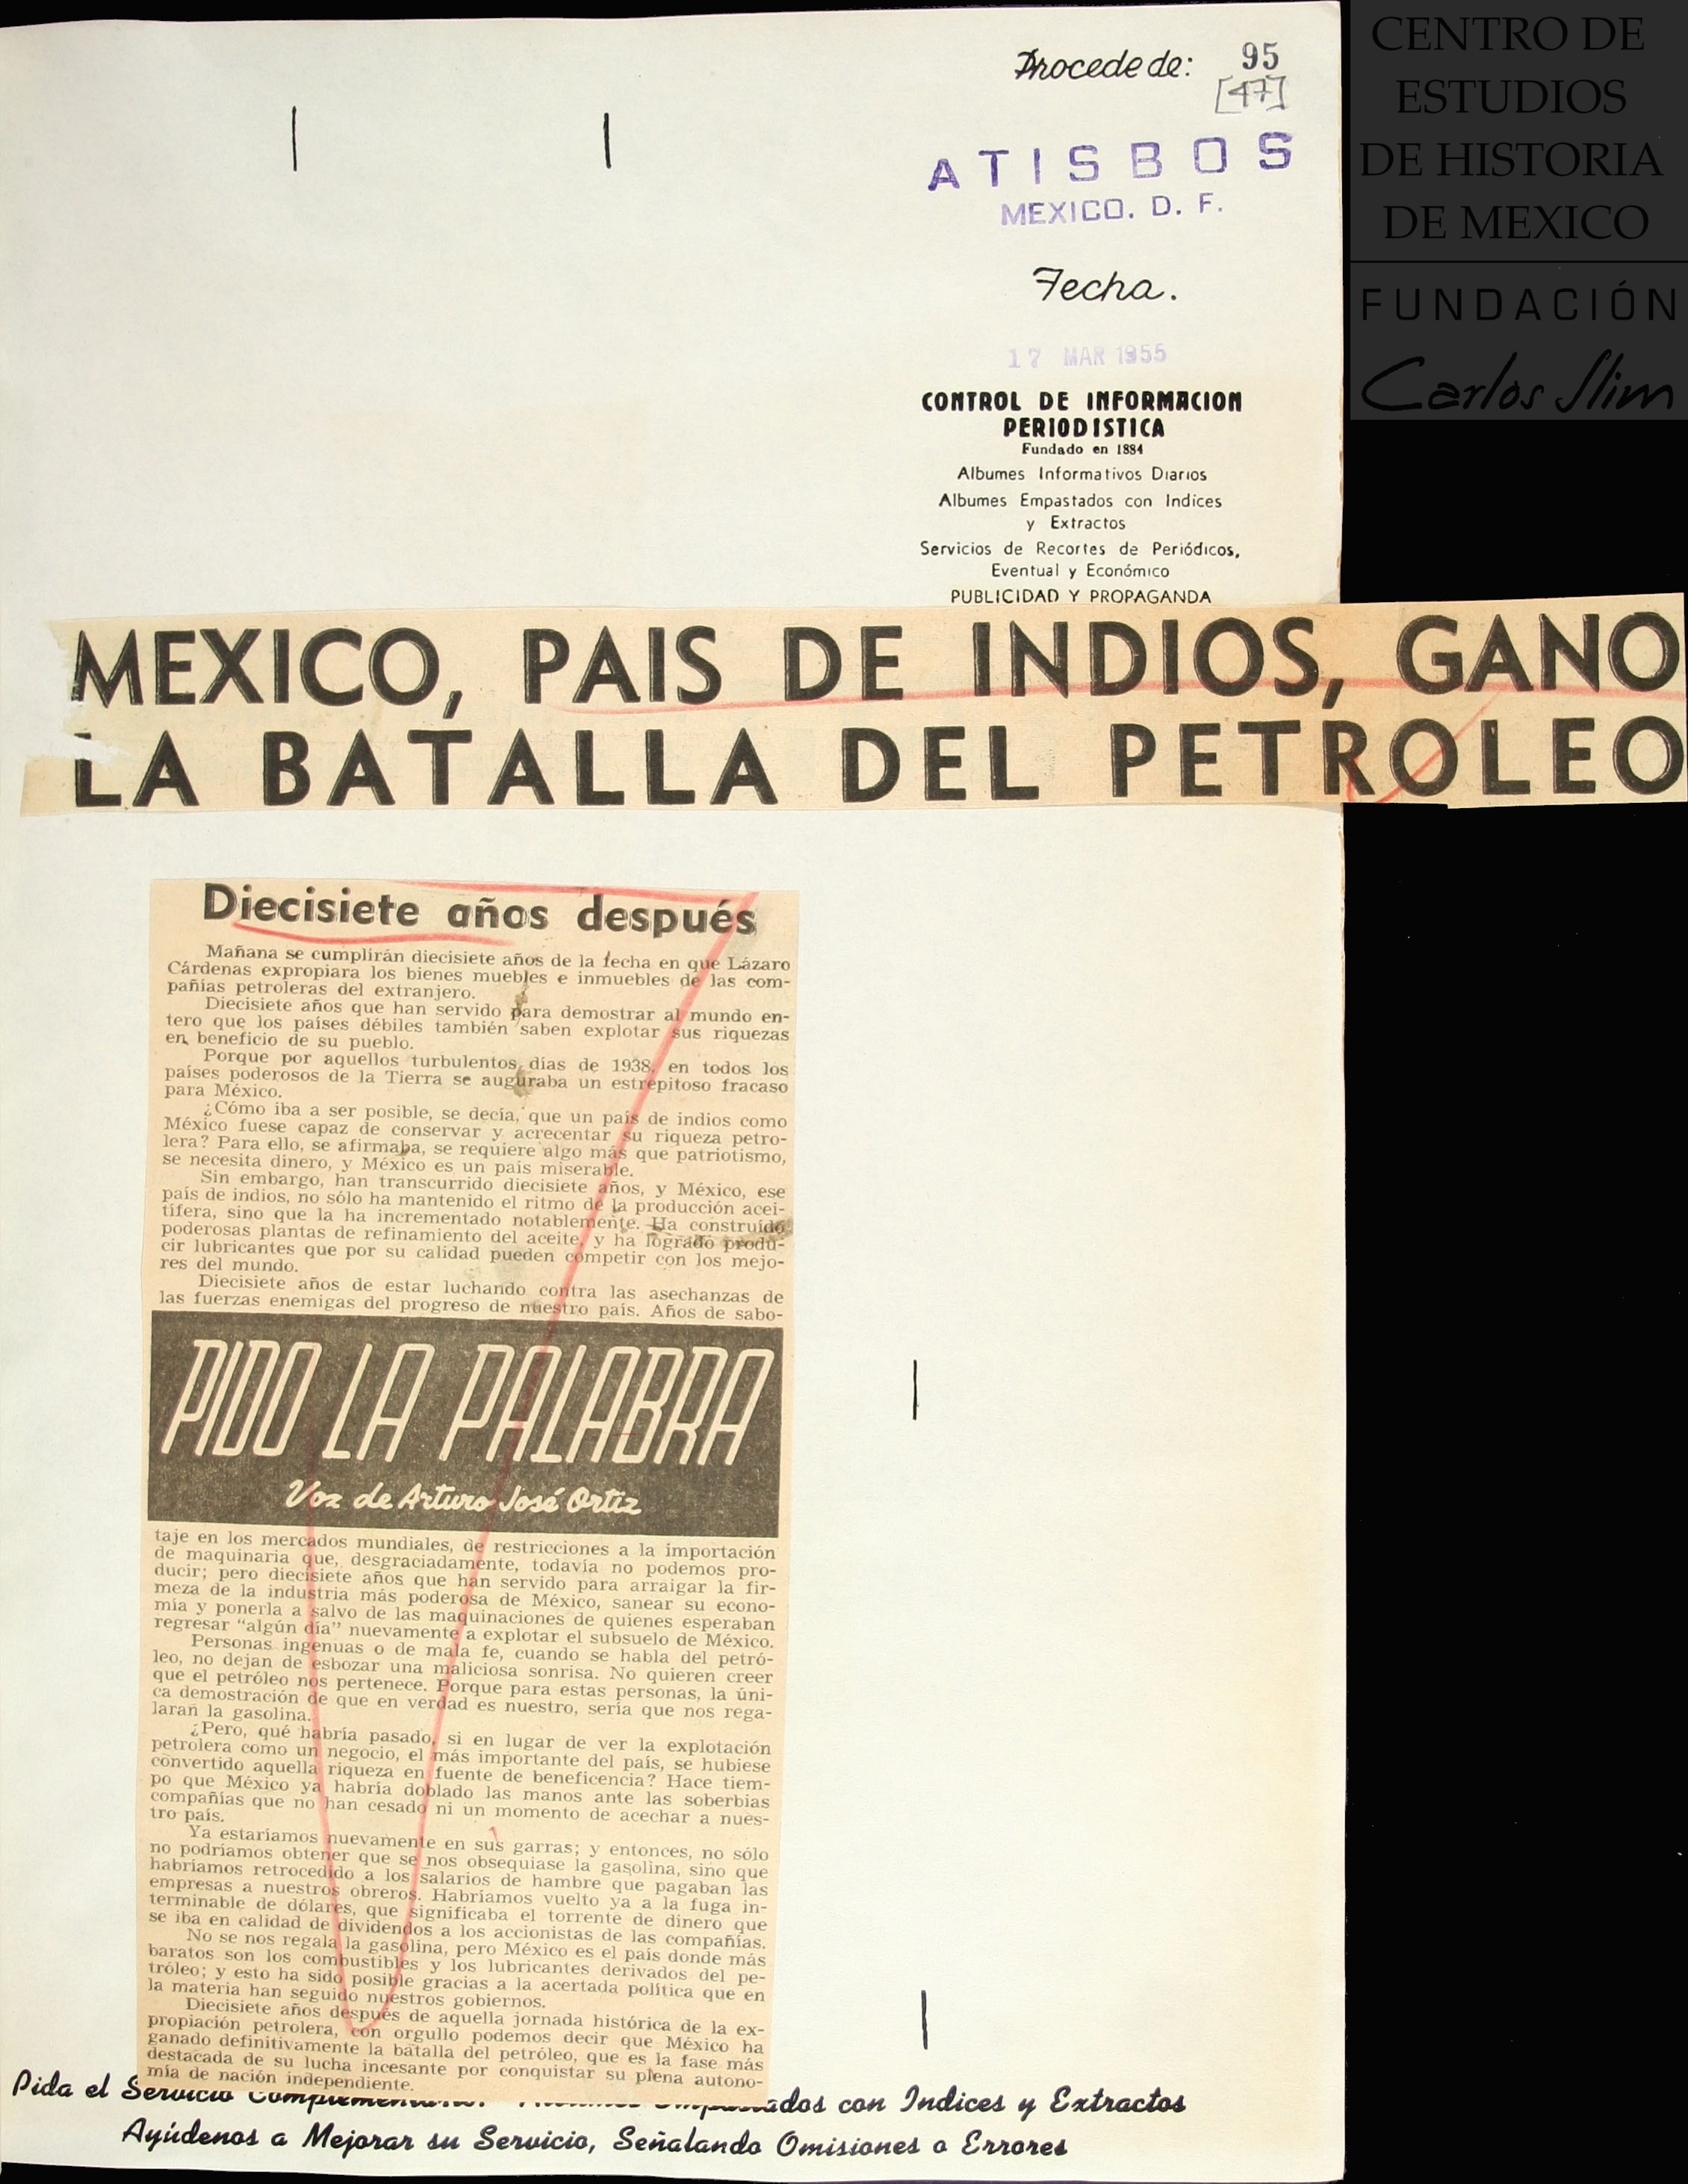 Procede de: 95
[47]
ATISBOS
MEXICO. D. F.
Fecha.
17 MAR 1955
CONTROL DE INFORMACION
PERIODISTICA
Fundado en 1884
Albumes Informativos Diarios
Albumes Empastados con Indices
y Extractos
Servicios de Recortes de Periódicos,
Eventual y Económico
PUBLICIDAD Y PROPAGANDA
CENTRO DE
ESTUDIOS
DE HISTORIA
DE MEXICO
FUNDACIÓN
Carlos Slim
MEXICO, PAIS DE INDIOS, GANO
LA BATALLA DEL PETROLEO
Diecisiete años después
Mañana se cumplirán diecisiete años de la fecha en que Lázaro
Cárdenas expropiara los bienes muebles e inmuebles de las com-
pañías petroleras del extranjero.
Diecisiete años que han servido para demostrar al mundo en-
tero que los países débiles también saben explotar sus riquezas
en beneficio de su pueblo.
Porque por aquellos turbulentos días de 1938, en todos los
países poderosos de la Tierra se auguraba un estrepitoso fracaso
para México.
¿Cómo iba a ser posible, se decía, que un país de indios como
México fuese capaz de conservar y acrecentar su riqueza petro-
lera? Para ello, se afirmaba, se requiere algo más que patriotismo,
se necesita dinero, y México es un país miserable.
Sin embargo, han transcurrido diecisiete años, y México, ese
país de indios, no sólo ha mantenido el ritmo de la producción acei-
tífera, sino que la ha incrementado notablemente. Ha construído
poderosas plantas de refinamiento del aceite, y ha logrado produ-
cir lubricantes que por su calidad pueden competir con los mejo-
res del mundo.
Diecisiete años de estar luchando contra las asechanzas de
las fuerzas enemigas del progreso de nuestro país. Años de sabo-
PIDO LA PALABRA
Voz de Arturo José Ortiz
taje en los mercados mundiales, de restricciones a la importación
de maquinaria que, desgraciadamente, todavía no podemos pro-
ducir; pero diecisiete años que han servido para arraigar la fir-
meza de la industria más poderosa de México, sanear su econo-
mía y ponerla a salvo de las maquinaciones de quienes esperaban
regresar "algún día" nuevamente a explotar el subsuelo de México.
Personas ingenuas o de mala fe, cuando se habla del petró-
leo, no dejan de esbozar una maliciosa sonrisa. No quieren creer
que el petróleo nos pertenece. Porque para estas personas, la úni-
ca demostración de que en verdad es nuestro, sería que nos rega-
laran la gasolina.
¿Pero, qué habría pasado, si en lugar de ver la explotación
petrolera como un negocio, el más importante del país, se hubiese
convertido aquella riqueza en fuente de beneficencia? Hace tiem-
po que México ya habría doblado las manos ante las soberbias
compañías que no han cesado ni un momento de acechar a nues-
tro país.
Ya estaríamos nuevamente en sus garras; y entonces, no sólo
no podríamos obtener que se nos obsequiase la gasolina, sino que
habríamos retrocedido a los salarios de hambre que pagaban las
empresas a nuestros obreros. Habríamos vuelto ya a la fuga in-
terminable de dólares, que significaba el torrente de dinero que
se iba en calidad de dividendos a los accionistas de las compañías.
No se nos regala la gasolina, pero México es el país donde más
baratos son los combustibles y los lubricantes derivados del pe-
tróleo; y esto ha sido posible gracias a la acertada política que en
la materia han seguido nuestros gobiernos.
Diecisiete años después de aquella jornada histórica de la ex-
propiación petrolera, con orgullo podemos decir que México ha
ganado definitivamente la batalla del petróleo, que es la fase más
destacada de su lucha incesante por conquistar su plena autono-
mía de nación independiente.
Pida el Servicio con Indices y Extractos
Ayúdenos a Mejorar su Servicio, Señalando Omisiones o Errores